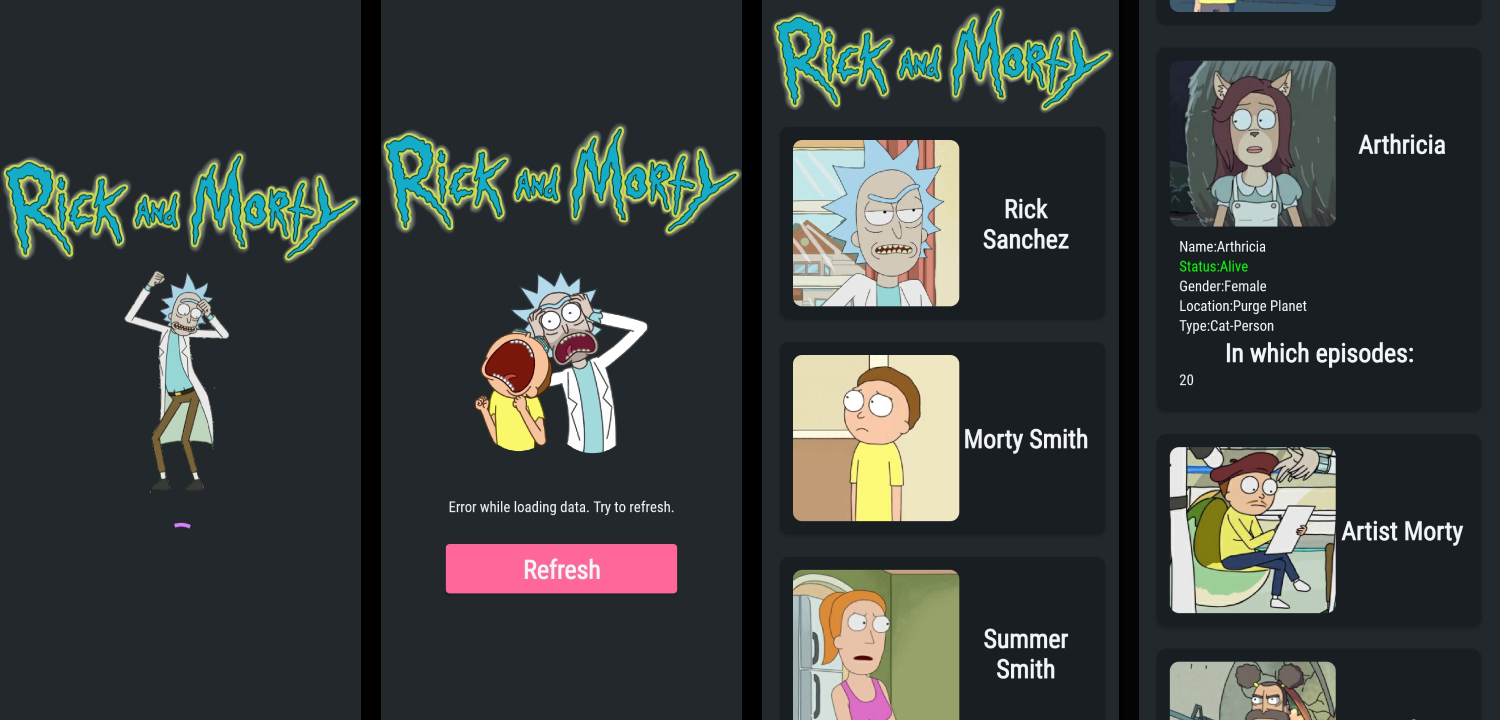 Rick and Morty
Rick and Morty
Error while loading data. Try to refresh.
Refresh
Rick and Morty
Rick
Sanchez
Morty Smith
Summer
Smith
Arthricia
Name:Arthricia
Status:Alive
Gender:Female
Location:Purge Planet
Type:Cat-Person
In which episodes:
20
Artist Morty